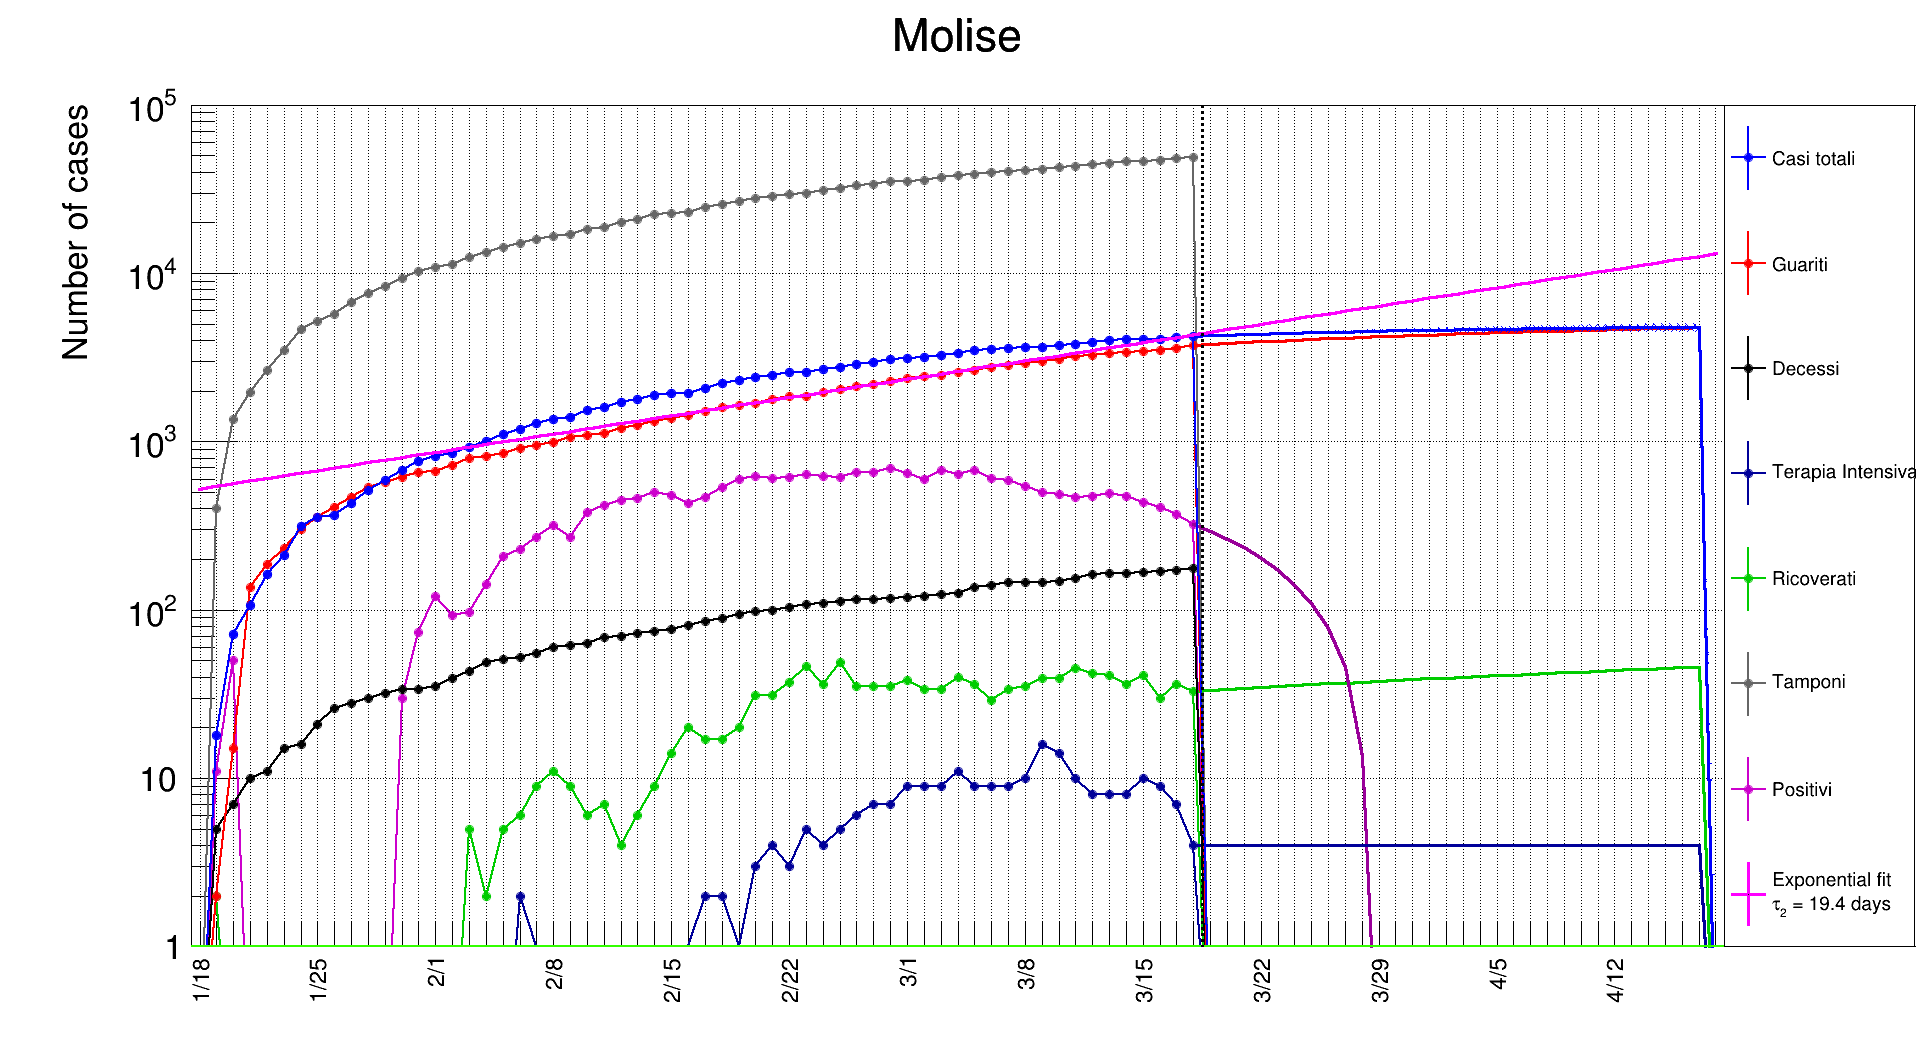 Molise
Number of cases
10^5
10^4
10^3
10^2
10
1
1/18 1/25 2/1 2/8 2/15 2/22 3/1 3/8 3/15 3/22 3/29 4/5 4/12
Casi totali
Guariti
Decessi
Terapia Intensiva
Ricoverati
Tamponi
Positivi
Exponential fit
τ₂ = 19.4 days